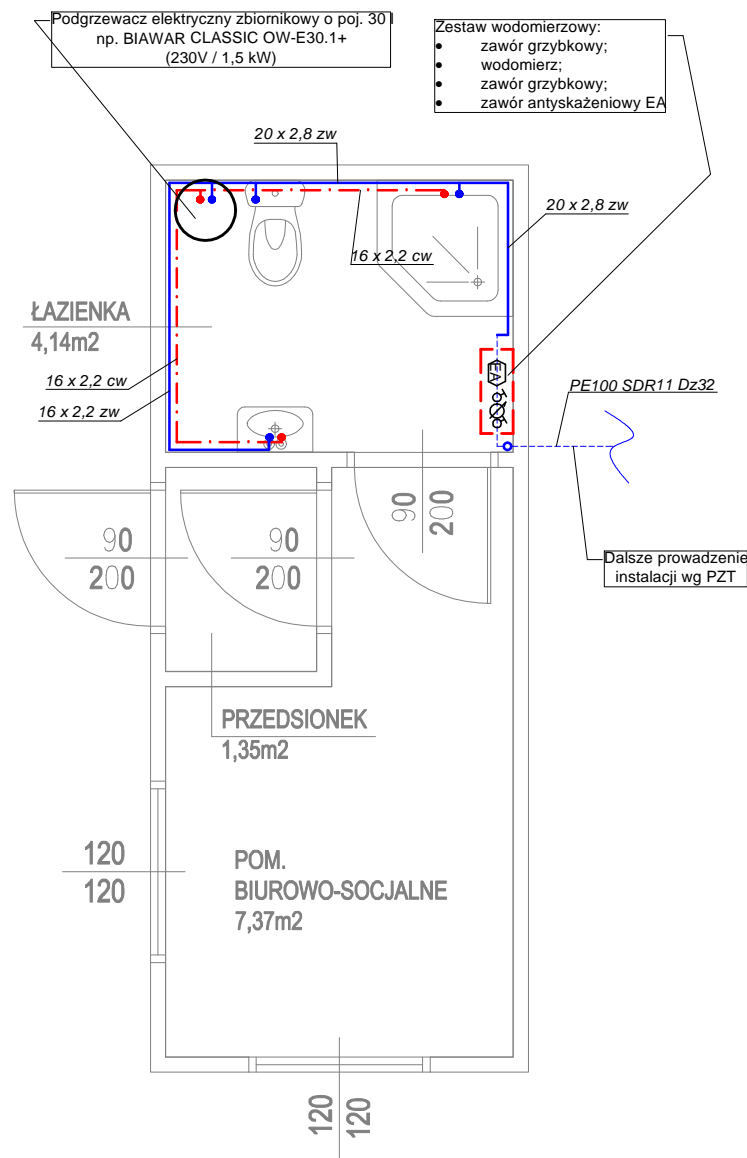 Podgrzewacz elektryczny zbiornikowy o poj. 30 l
np. BIAWAR CLASSIC OW-E30.1+
(230V / 1,5 kW)
Zestaw wodomierzowy:
• zawór grzybkowy;
• wodomierz;
• zawór grzybkowy;
• zawór antyskażeniowy EA
20 x 2,8 zw
20 x 2,8 zw
16 x 2,2 cw
ŁAZIENKA
4,14m2
16 x 2,2 cw
16 x 2,2 zw
EA
PE100 SDR11 Dz32
90
200
90
200
90
200
Dalsze prowadzenie
instalacji wg PZT
PRZEDSIONEK
1,35m2
120
120
POM.
BIUROWO-SOCJALNE
7,37m2
120
120